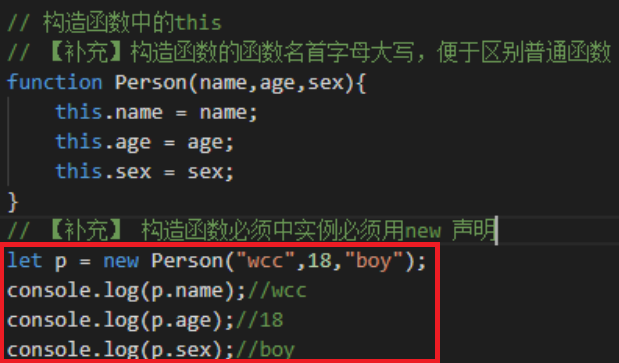 // 构造函数中的this
// 【补充】构造函数的函数名首字母大写，便于区别普通函数
function Person(name,age,sex){
    this.name = name;
    this.age = age;
    this.sex = sex;
}
// 【补充】 构造函数必须中实例必须用new 声明
let p = new Person("wcc",18,"boy");
console.log(p.name);//wcc
console.log(p.age);//18
console.log(p.sex);//boy